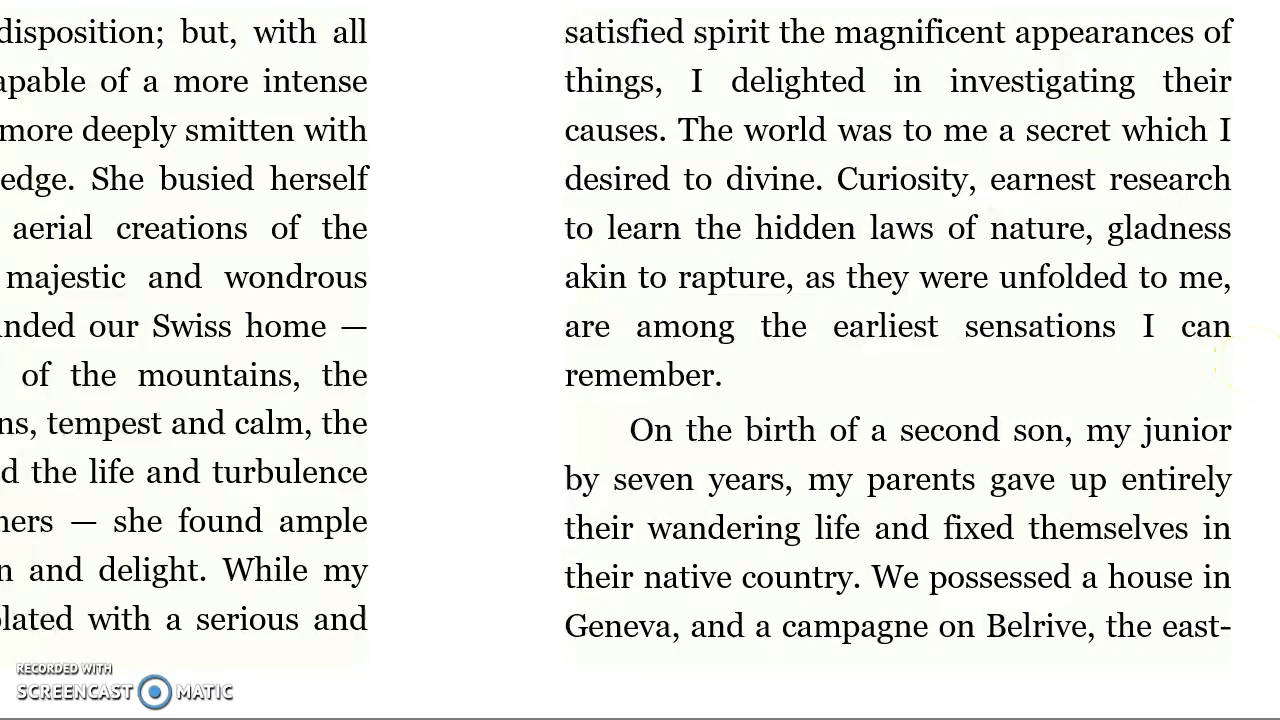 disposition; but, with all
capable of a more intense
more deeply smitten with
She busied herself
aerial creations of the
majestic and wondrous
our Swiss home —
of the mountains, the
tempest and calm, the
the life and turbulence
— she found ample
and delight. While my
with a serious and
satisfied spirit the magnificent appearances of
things, I delighted in investigating their
causes. The world was to me a secret which I
desired to divine. Curiosity, earnest research
to learn the hidden laws of nature, gladness
akin to rapture, as they were unfolded to me,
are among the earliest sensations I can
remember.
On the birth of a second son, my junior
by seven years, my parents gave up entirely
their wandering life and fixed themselves in
their native country. We possessed a house in
Geneva, and a campagne on Belrive, the east-
RECORDED WITH
SCREENCAST MATIC